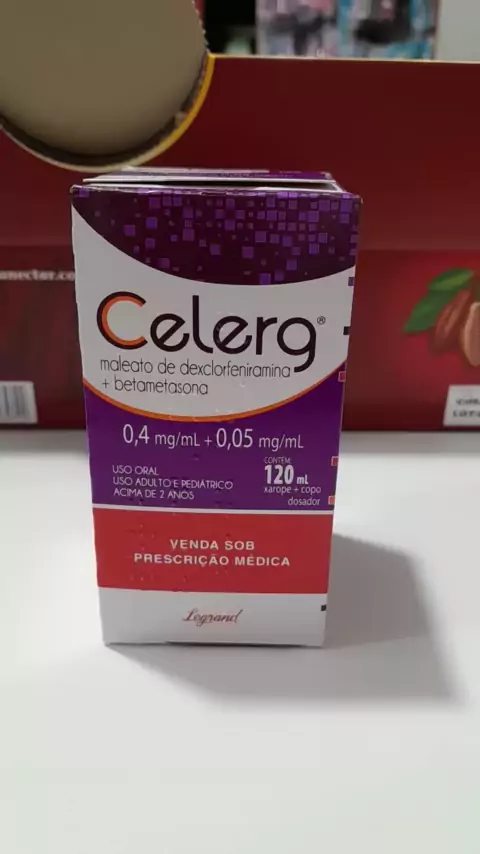 Celerg®
maleato de dexclorfeniramina
+ betametasona
0,4 mg/mL + 0,05 mg/mL
USO ORAL
USO ADULTO E PEDIÁTRICO
ACIMA DE 2 ANOS
CONTÉM
120 mL
xarope + copo
dosador
VENDA SOB
PRESCRIÇÃO MÉDICA
Legrand